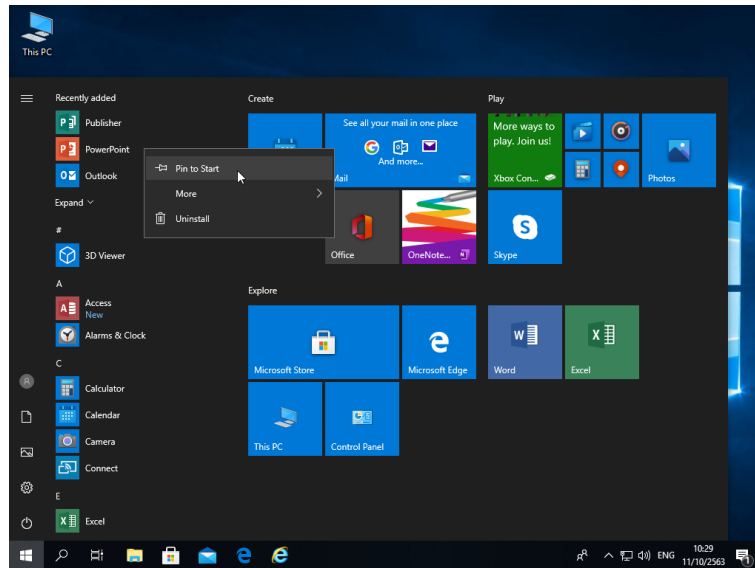 This PC
Recently added
Publisher
PowerPoint
Outlook
Expand
#
3D Viewer
A
Access
New
Alarms & Clock
C
Calculator
Calendar
Camera
Connect
E
Excel
Pin to Start
More
Uninstall
Create
See all your mail in one place
And more...
Mail
Office
OneNote...
Play
More ways to
play. Join us!
Xbox Con...
Photos
Skype
Explore
Microsoft Store
Microsoft Edge
Word
Excel
This PC
Control Panel
ENG
10:29
11/10/2563